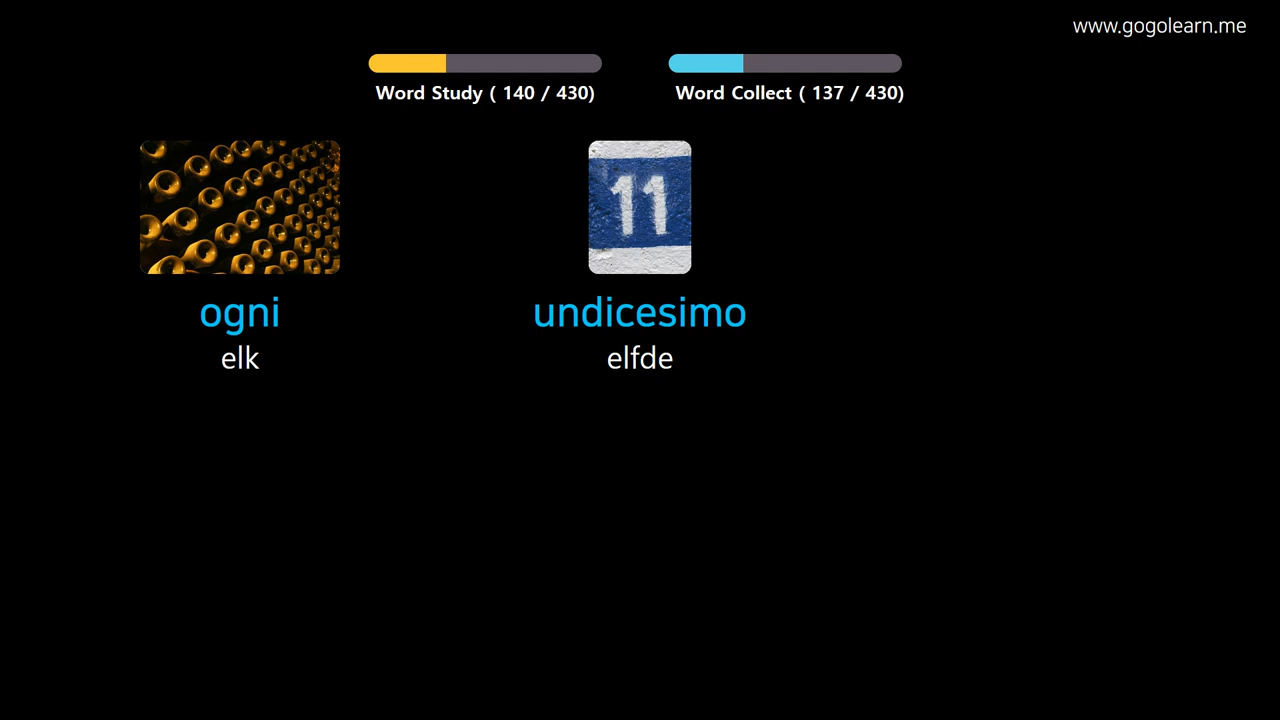 www.gogolearn.me
Word Study ( 140 / 430)
Word Collect ( 137 / 430)
11
ogni
undicesimo
elk
elfde